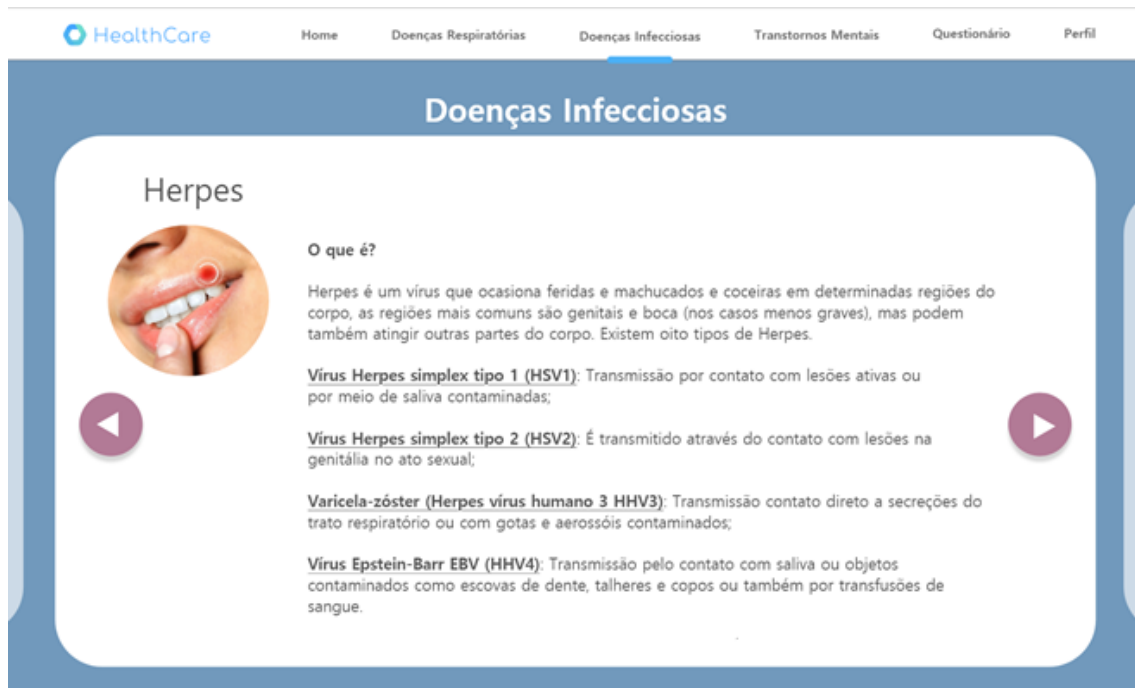 HealthCare
Home
Doenças Respiratórias
Doenças Infecciosas
Transtornos Mentais
Questionário
Perfil
Doenças Infecciosas
Herpes
O que é?
Herpes é um vírus que ocasiona feridas e machucados e coceiras em determinadas regiões do
corpo, as regiões mais comuns são genitais e boca (nos casos menos graves), mas podem
também atingir outras partes do corpo. Existem oito tipos de Herpes.
Vírus Herpes simplex tipo 1 (HSV1): Transmissão por contato com lesões ativas ou
por meio de saliva contaminadas;
Vírus Herpes simplex tipo 2 (HSV2): É transmitido através do contato com lesões na
genitália no ato sexual;
Varicela-zóster (Herpes vírus humano 3 HHV3): Transmissão contato direto a secreções do
trato respiratório ou com gotas e aerossóis contaminados;
Vírus Epstein-Barr EBV (HHV4): Transmissão pelo contato com saliva ou objetos
contaminados como escovas de dente, talheres e copos ou também por transfusões de
sangue.